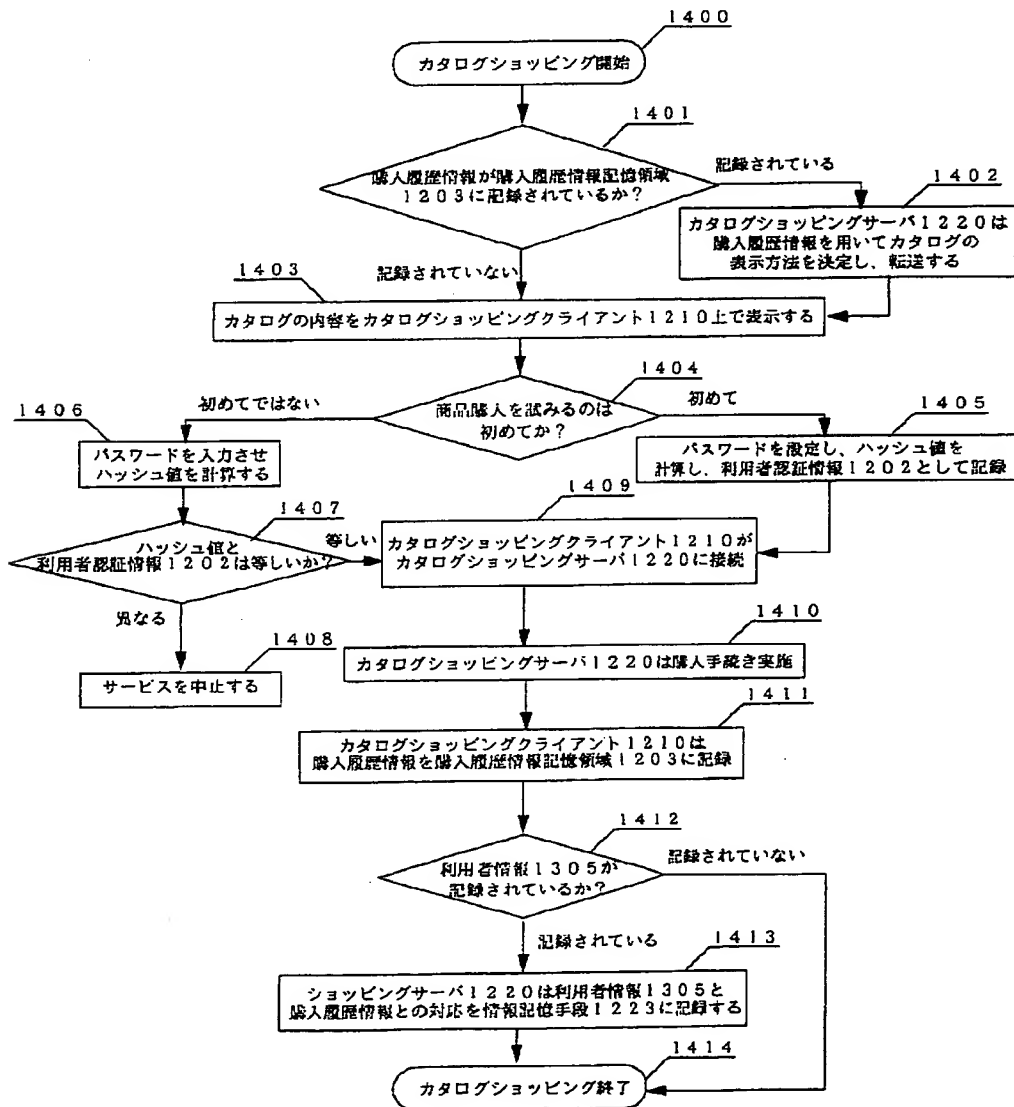 1400
カタログショッピング開始
1401
購入履歴情報が購入履歴情報記憶領域
1203に記録されているか？
記録されている
1402
カタログショッピングサーバ1220は
購入履歴情報を用いてカタログの
表示方法を決定し、転送する
記録されていない
1403
カタログの内容をカタログショッピングクライアント1210上で表示する
1404
商品購入を試みるのは
初めてか？
初めてではない
初めて
1406
パスワードを入力させ
ハッシュ値を計算する
1405
パスワードを設定し、ハッシュ値を
計算し、利用者認証情報1202として記録
1407
ハッシュ値と
利用者認証情報1202は等しいか？
等しい
異なる
1409
カタログショッピングクライアント1210が
カタログショッピングサーバ1220に接続
1408
サービスを中止する
1410
カタログショッピングサーバ1220は購入手続き実施
1411
カタログショッピングクライアント1210は
購入履歴情報を購入履歴情報記憶領域1203に記録
1412
利用者情報1305が
記録されているか？
記録されていない
記録されている
1413
ショッピングサーバ1220は利用者情報1305と
購入履歴情報との対応を情報記憶手段1223に記録する
1414
カタログショッピング終了